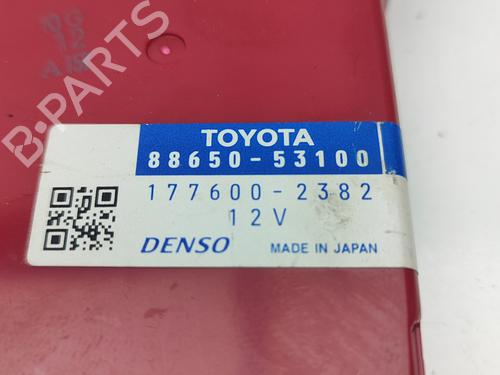 B-PARTS
TOYOTA
88650-53100
177600-2382
12V
DENSO MADE IN JAPAN